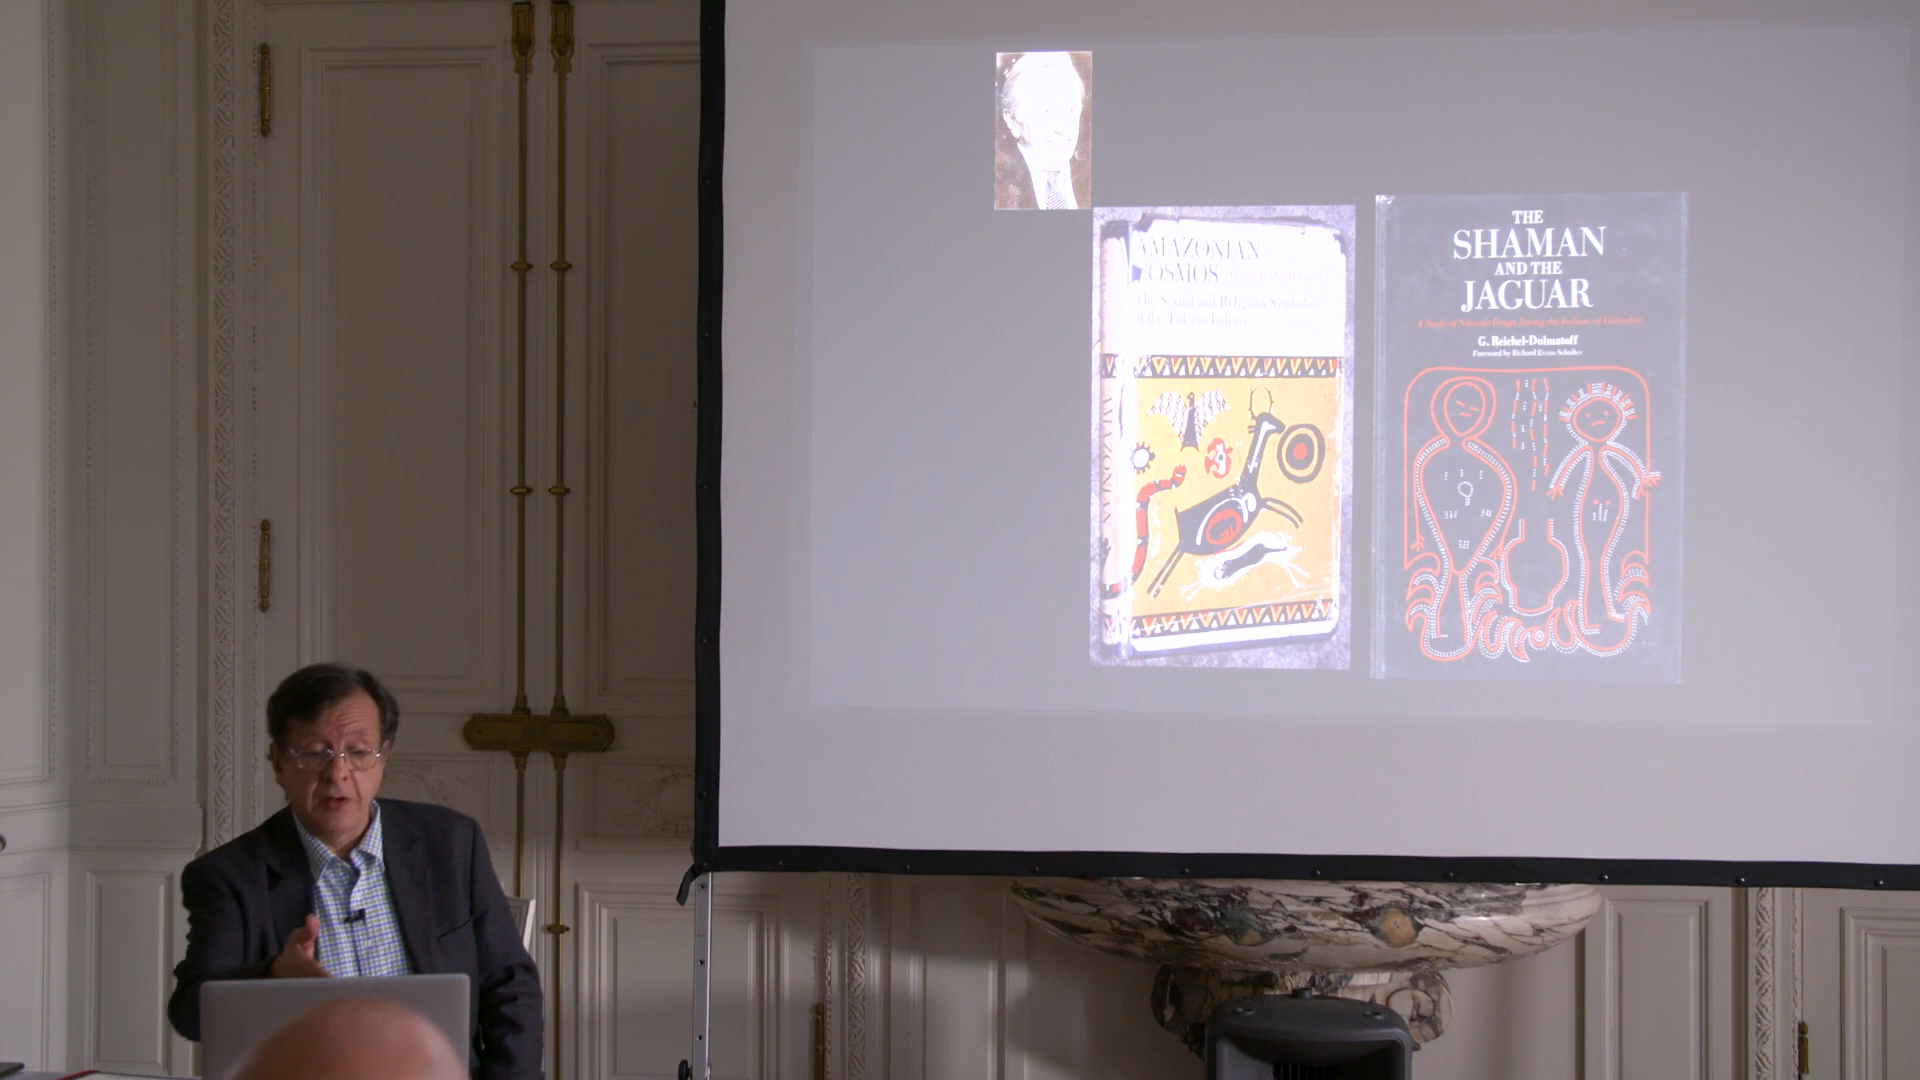 AMAZONIAN
COSMOS
The Sexual and Religious Symbolism
of the Tukano Indians
AMAZONIAN
THE
SHAMAN
AND THE
JAGUAR
A Study of Narcotic Drugs Among the Indians of Colombia
G. Reichel-Dolmatoff
Foreword by Richard Evans Schultes